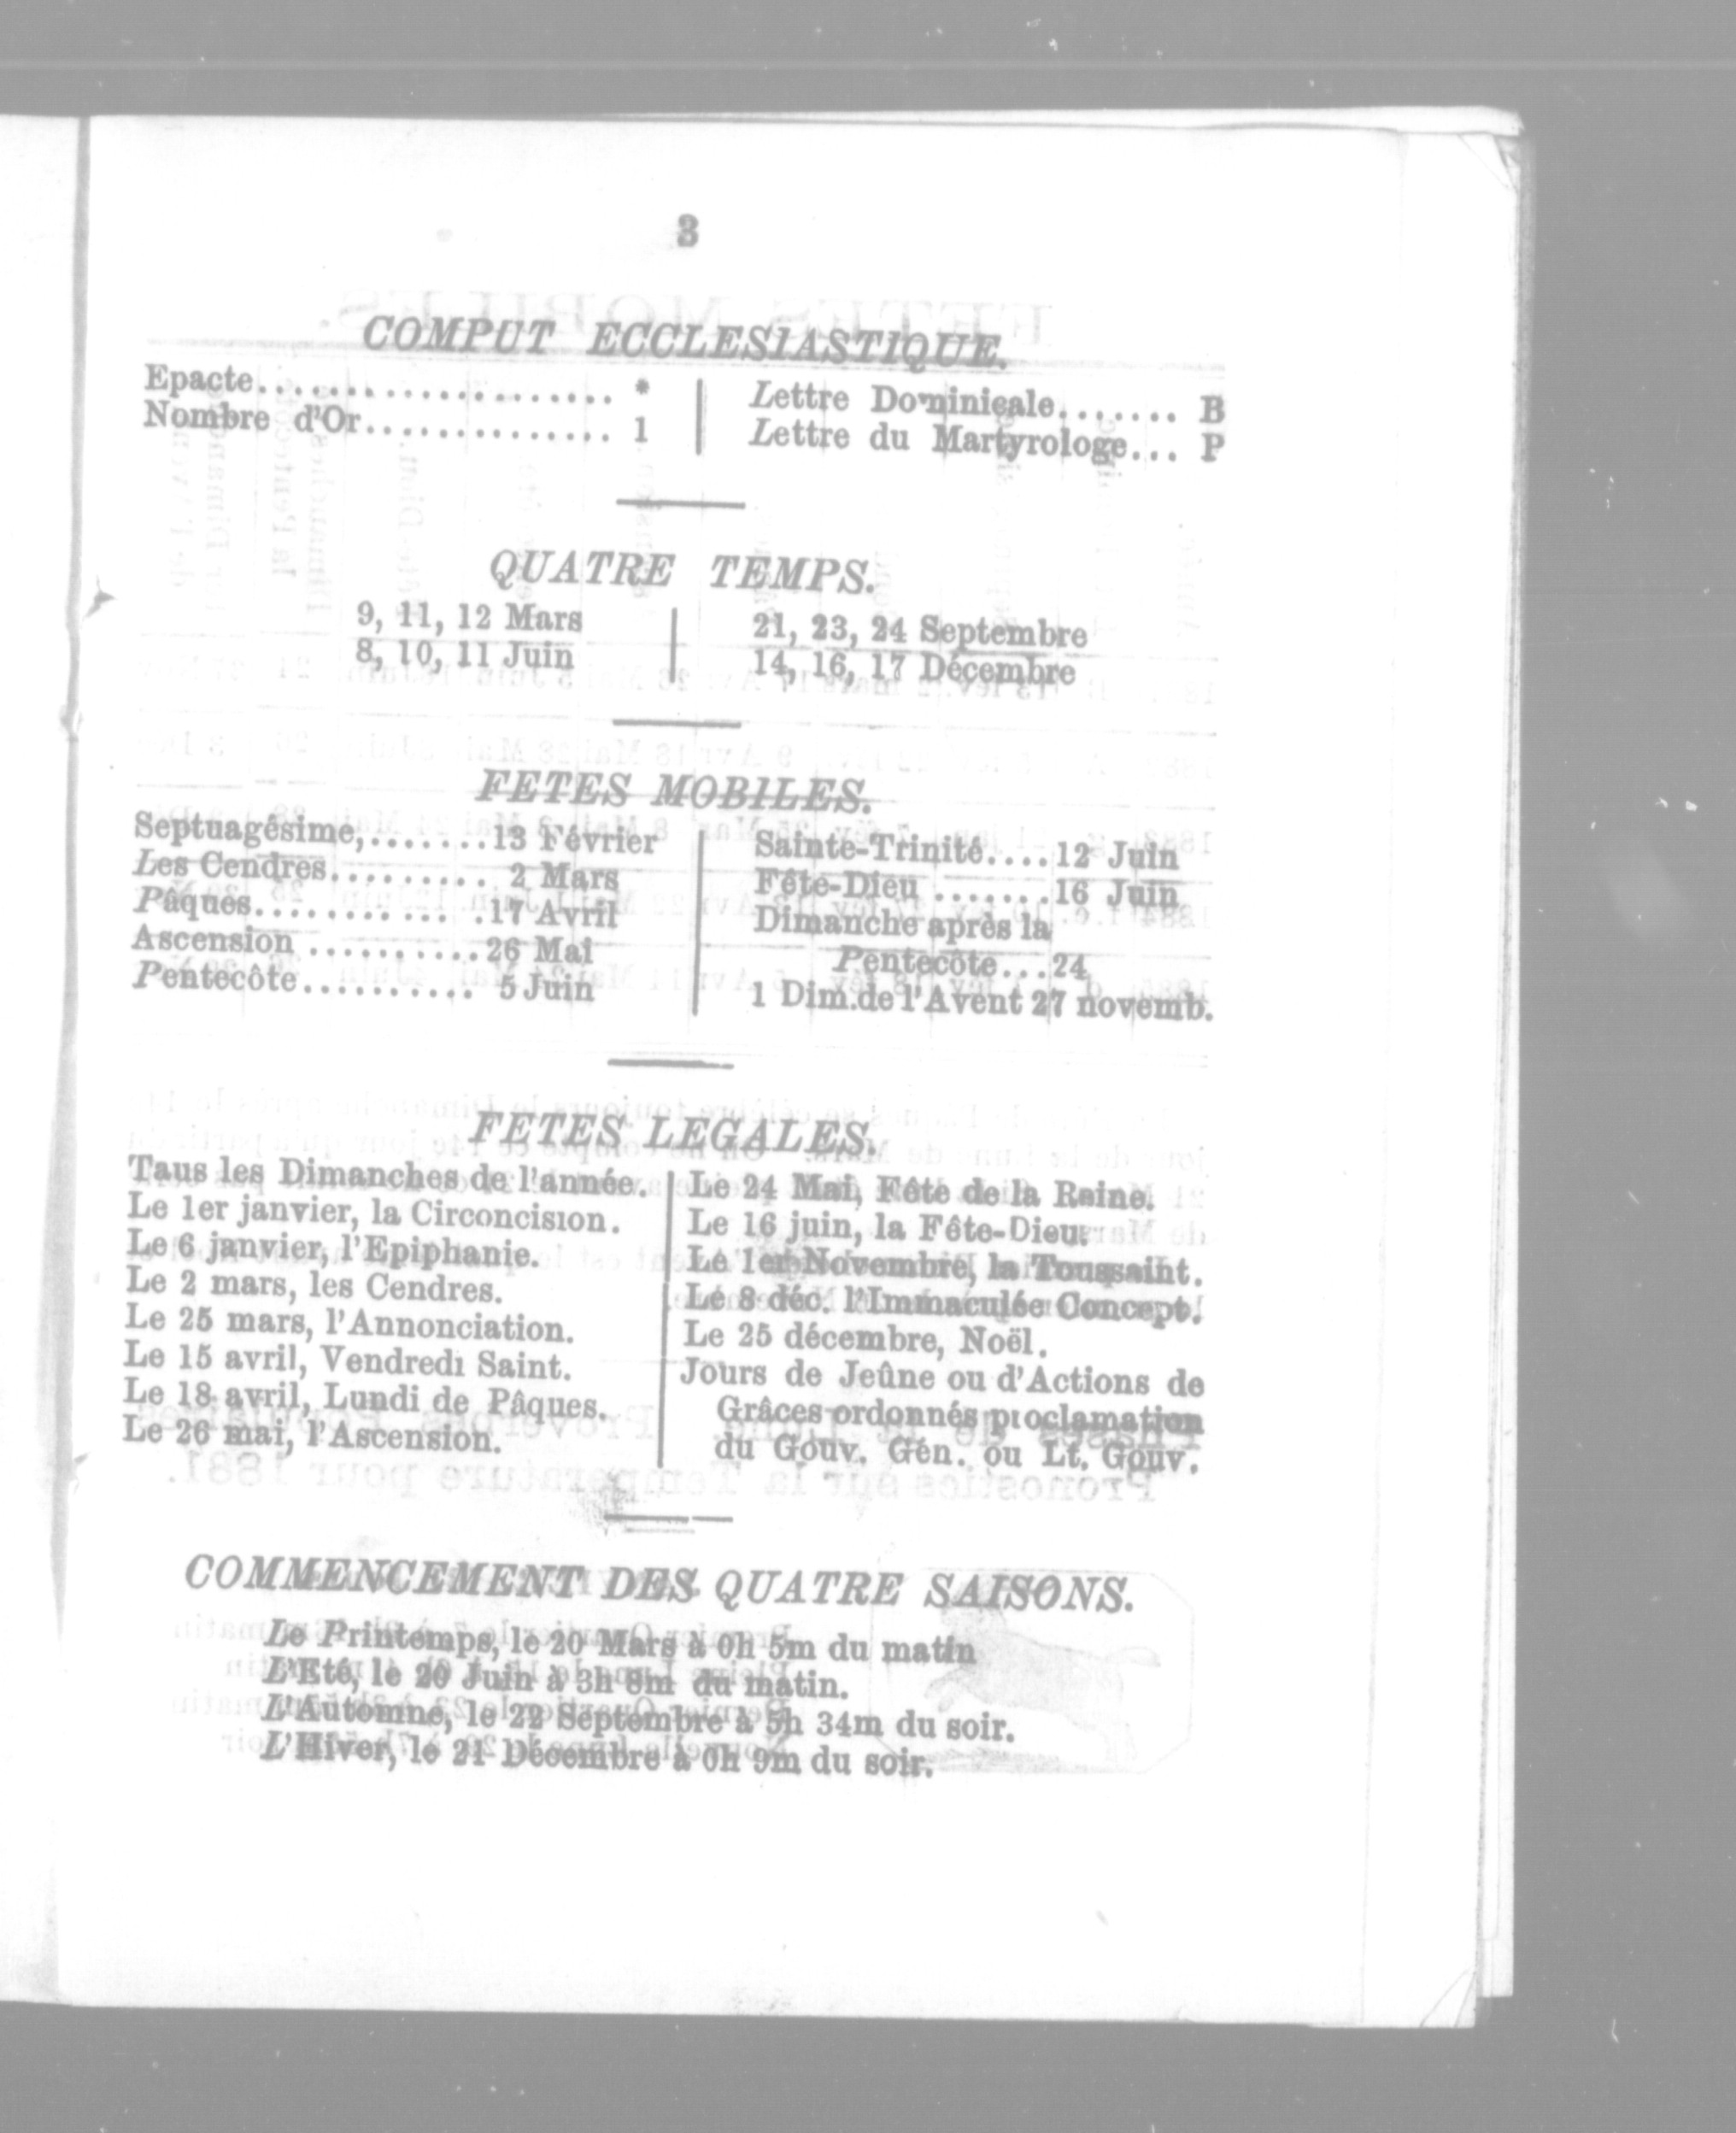 3
COMPUT ECCLESIASTIQUE.
Epacte..................... *
Nombre d'Or.............. 1
Lettre Dominicale....... B
Lettre du Martyrologe... P
QUATRE TEMPS.
9, 11, 12 Mars
8, 10, 11 Juin
21, 23, 24 Septembre
14, 16, 17 Décembre
FETES MOBILES.
Septuagésime,.......13 Février
Les Cendres......... 2 Mars
Pâques.............17 Avril
Ascension ..........26 Mai
Pentecôte.......... 5 Juin
Sainte-Trinité....12 Juin
Fête-Dieu .......16 Juin
Dimanche après la
Pentecôte...24
1 Dim.de l'Avent 27 novemb.
FETES LEGALES.
Taus les Dimanches de l'année.
Le 1er janvier, la Circoncision.
Le 6 janvier, l'Epiphanie.
Le 2 mars, les Cendres.
Le 25 mars, l'Annonciation.
Le 15 avril, Vendredi Saint.
Le 18 avril, Lundi de Pâques.
Le 26 mai, l'Ascension.
Le 24 Mai, Fête de la Reine.
Le 16 juin, la Fête-Dieu.
Le 1er Novembre, la Toussaint.
Le 8 déc. l'Immaculée Concept.
Le 25 décembre, Noël.
Jours de Jeûne ou d'Actions de
Grâces ordonnés proclamation
du Gouv. Gén. ou Lt. Gouv.
COMMENCEMENT DES QUATRE SAISONS.
Le Printemps, le 20 Mars à 0h 5m du matin
L'Eté, le 20 Juin à 3h 8m du matin.
L'Automne, le 22 Septembre à 5h 34m du soir.
L'Hiver, le 21 Décembre à 0h 9m du soir.